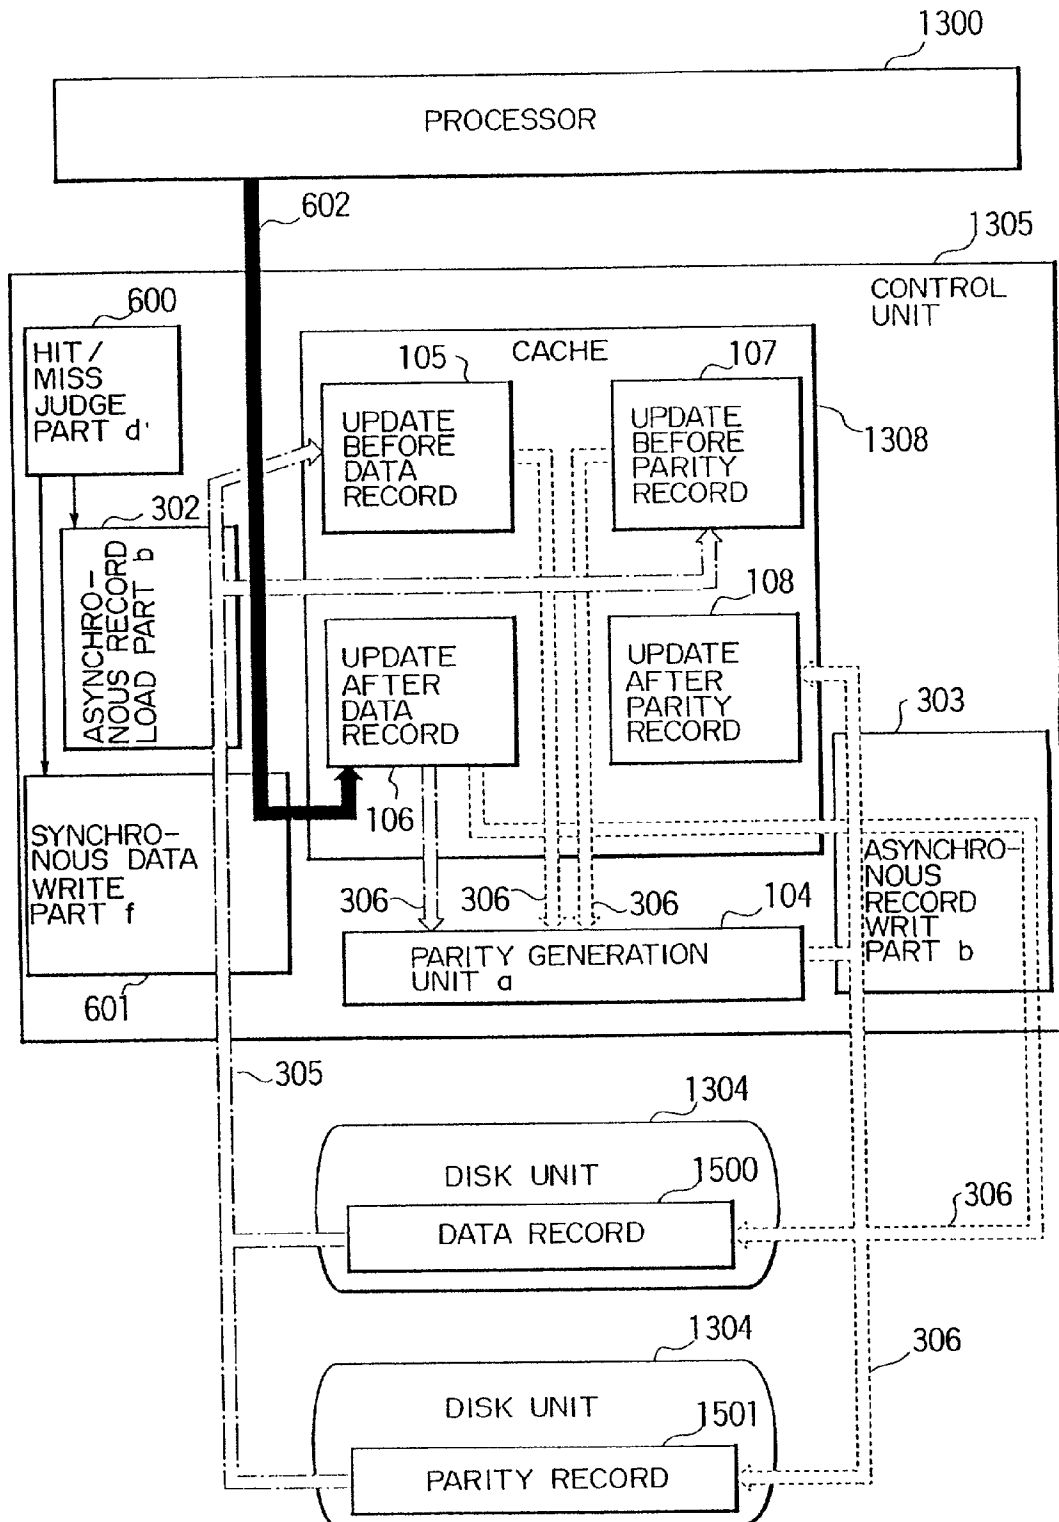 1300
PROCESSOR
602
1305
CONTROL
UNIT
600
HIT/
MISS
JUDGE
PART d'
CACHE
105
107
1308
UPDATE
BEFORE
DATA
RECORD
UPDATE
BEFORE
PARITY
RECORD
302
ASYNCHRO-
NOUS RECORD
LOAD PART b
108
UPDATE
AFTER
DATA
RECORD
UPDATE
AFTER
PARITY
RECORD
106
303
SYNCHRO-
NOUS DATA
WRITE
PART f
601
ASYNCHRO-
NOUS
RECORD
WRIT
PART b
306
306
306
104
PARITY GENERATION
UNIT a
305
1304
DISK UNIT
1500
DATA RECORD
306
1304
DISK UNIT
306
1501
PARITY RECORD